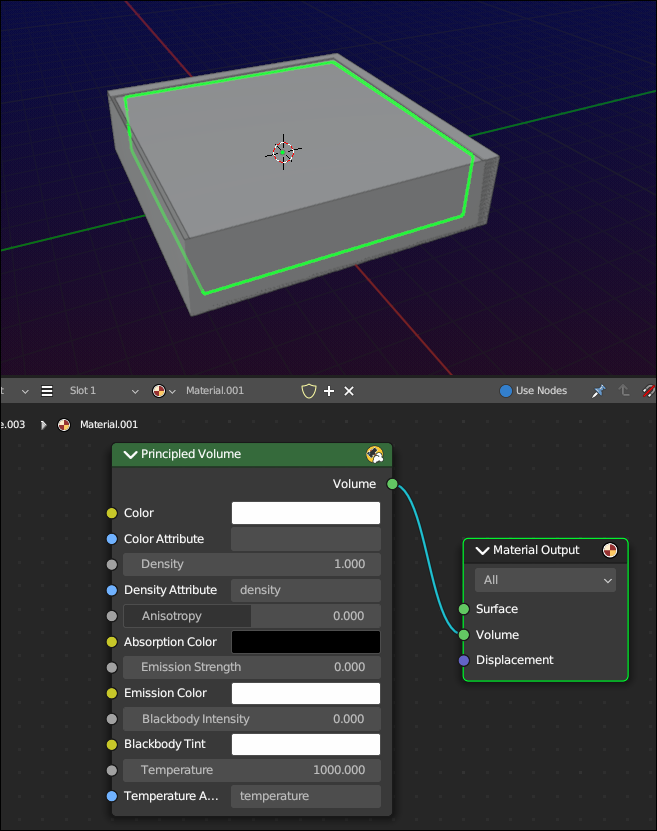 t
Slot 1
Material.001
Use Nodes
e.003
Material.001
Principled Volume
Volume
Color
Color Attribute
Density 1.000
Density Attribute density
Anisotropy 0.000
Absorption Color
Emission Strength 0.000
Emission Color
Blackbody Intensity 0.000
Blackbody Tint
Temperature 1000.000
Temperature A... temperature
Material Output
All
Surface
Volume
Displacement